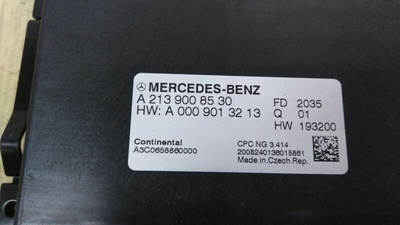 MERCEDES-BENZ
A 213 900 85 30 FD 2035
HW: A 000 901 32 13 Q 01
HW 193200
Continental CPC NG 3.414
A3C0658860000 2008240136015861
Made.in.Czech.Rep.